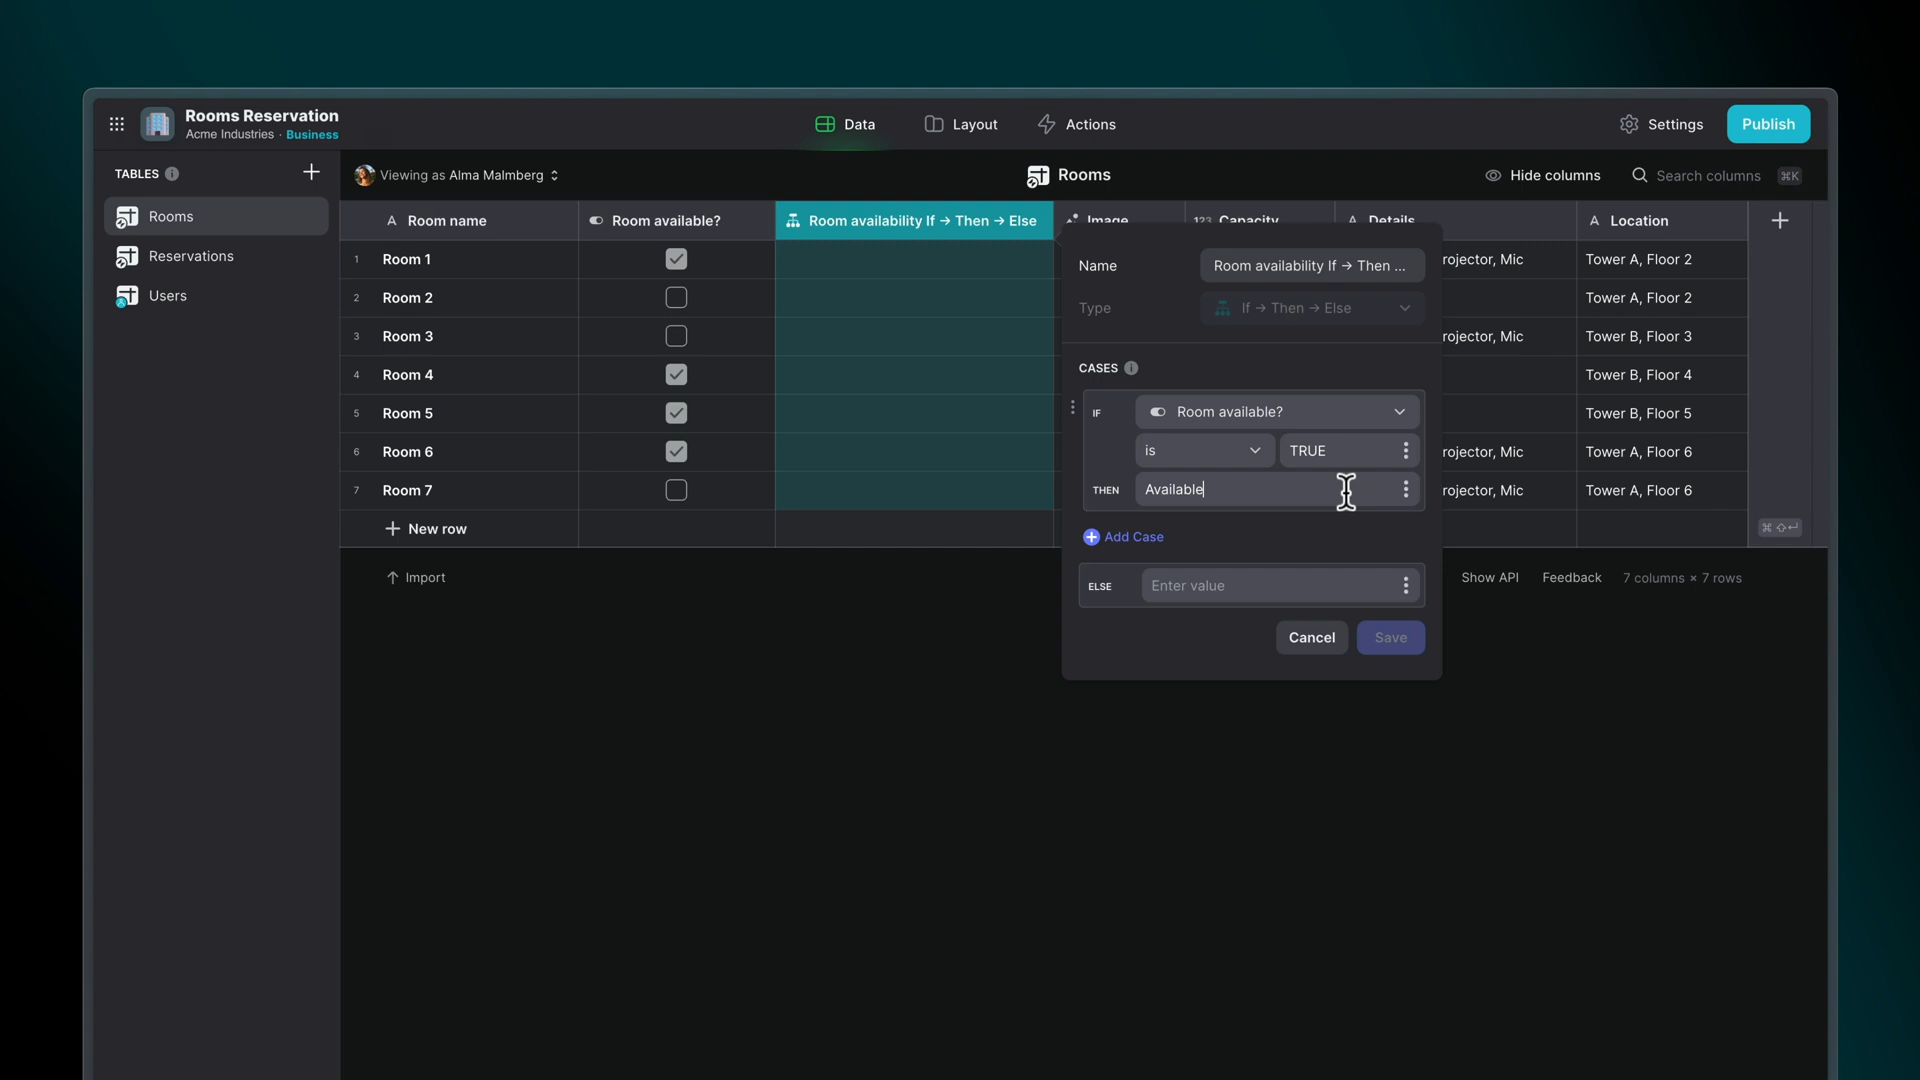 Rooms Reservation
Acme Industries · Business
Data
Layout
Actions
Settings
Publish
TABLES
Rooms
Reservations
Users
Viewing as Alma Malmberg
Rooms
Hide columns
Search columns
⌘K
Room name
Room available?
Room availability If → Then → Else
Image
123 Capacity
Details
Location
1 Room 1
rojector, Mic
Tower A, Floor 2
2 Room 2
Tower A, Floor 2
3 Room 3
rojector, Mic
Tower B, Floor 3
4 Room 4
Tower B, Floor 4
5 Room 5
Tower B, Floor 5
6 Room 6
rojector, Mic
Tower A, Floor 6
7 Room 7
rojector, Mic
Tower A, Floor 6
New row
Import
Show API
Feedback
7 columns × 7 rows
Name
Room availability If → Then ...
Type
If → Then → Else
CASES
IF
Room available?
is
TRUE
THEN
Available
Add Case
ELSE
Enter value
Cancel
Save